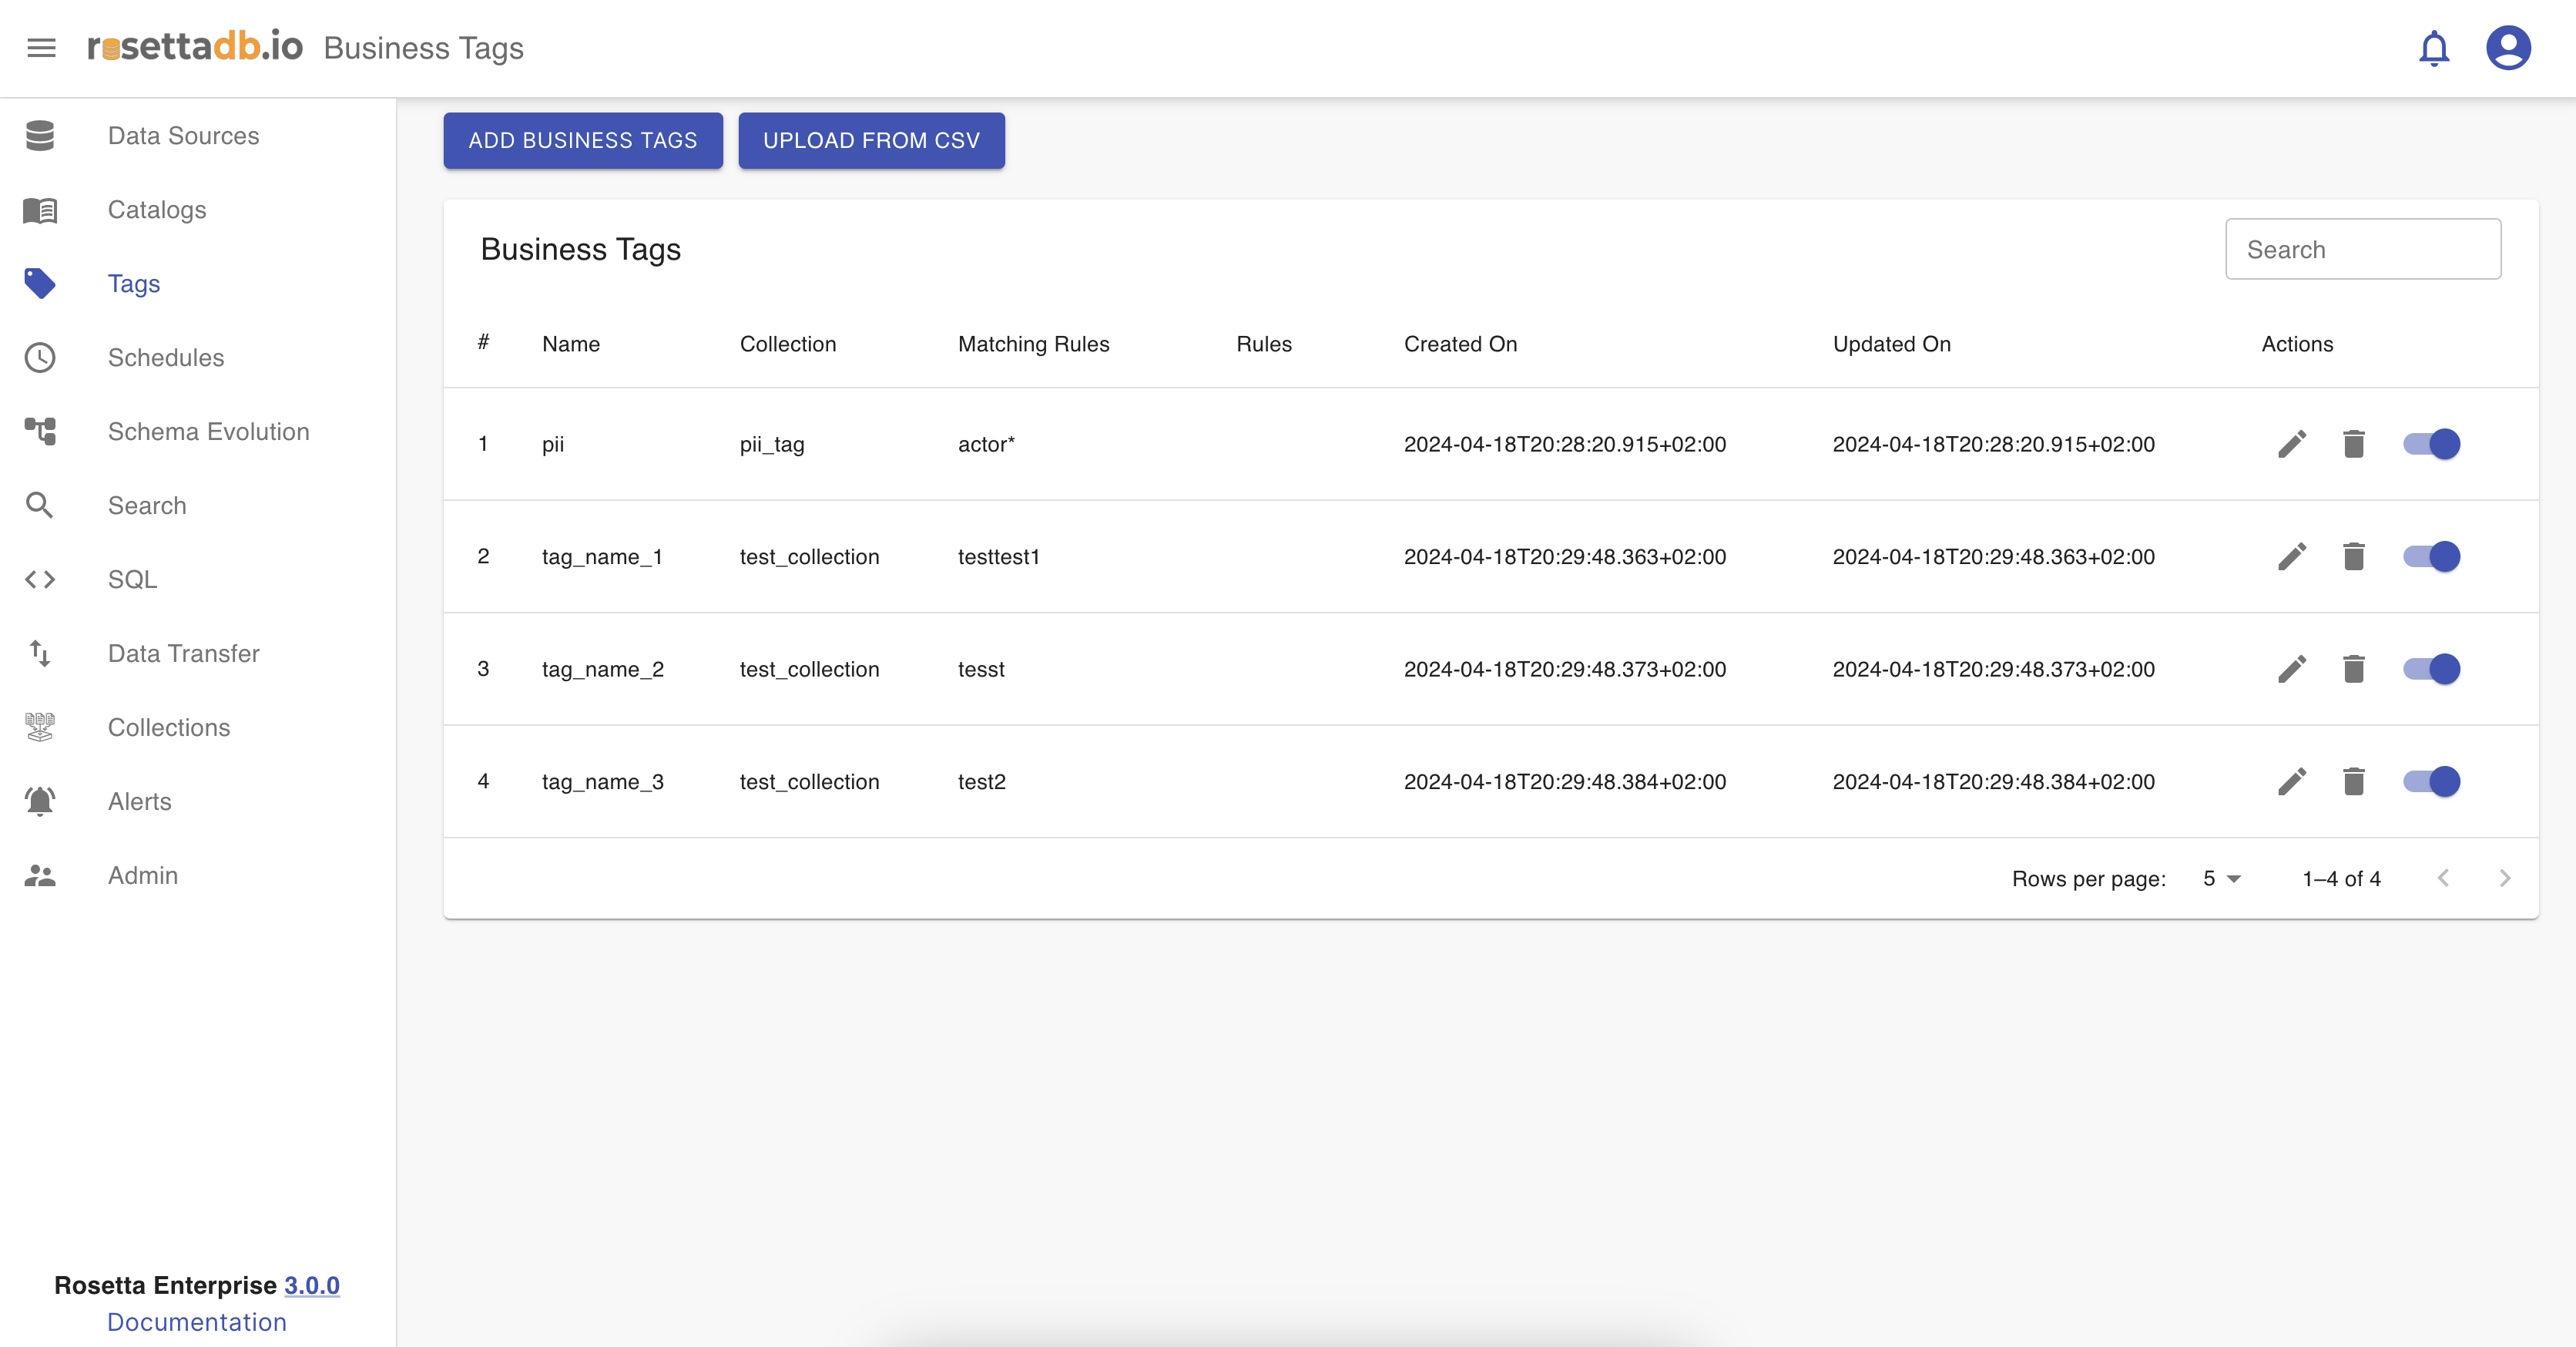 rosettadb.io Business Tags
Data Sources
Catalogs
Tags
Schedules
Schema Evolution
Search
SQL
Data Transfer
Collections
Alerts
Admin
Rosetta Enterprise 3.0.0
Documentation
ADD BUSINESS TAGS UPLOAD FROM CSV
Business Tags Search
# Name Collection Matching Rules Rules Created On Updated On Actions
1 pii pii_tag actor* 2024-04-18T20:28:20.915+02:00 2024-04-18T20:28:20.915+02:00
2 tag_name_1 test_collection testtest1 2024-04-18T20:29:48.363+02:00 2024-04-18T20:29:48.363+02:00
3 tag_name_2 test_collection tesst 2024-04-18T20:29:48.373+02:00 2024-04-18T20:29:48.373+02:00
4 tag_name_3 test_collection test2 2024-04-18T20:29:48.384+02:00 2024-04-18T20:29:48.384+02:00
Rows per page: 5 1–4 of 4